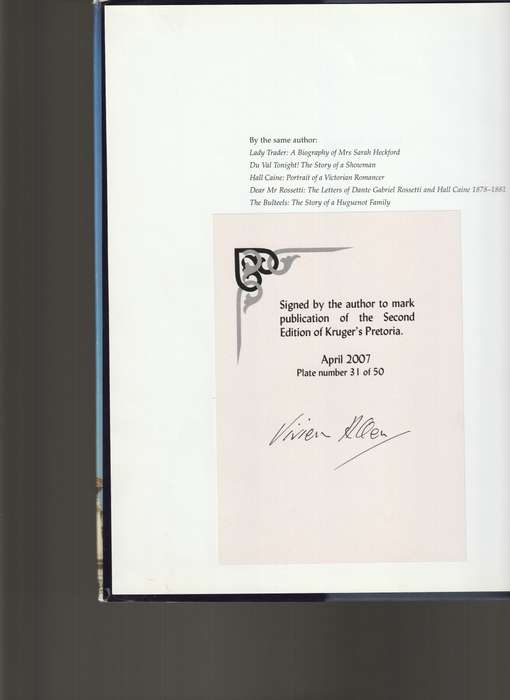 By the same author:
Lady Trader: A Biography of Mrs Sarah Heckford
Du Val Tonight! The Story of a Showman
Hall Caine: Portrait of a Victorian Romancer
Dear Mr Rossetti: The Letters of Dante Gabriel Rossetti and Hall Caine 1878–1881
The Bulteels: The Story of a Huguenot Family
Signed by the author to mark
publication of the Second
Edition of Kruger's Pretoria.
April 2007
Plate number 31 of 50
Vivien Allen